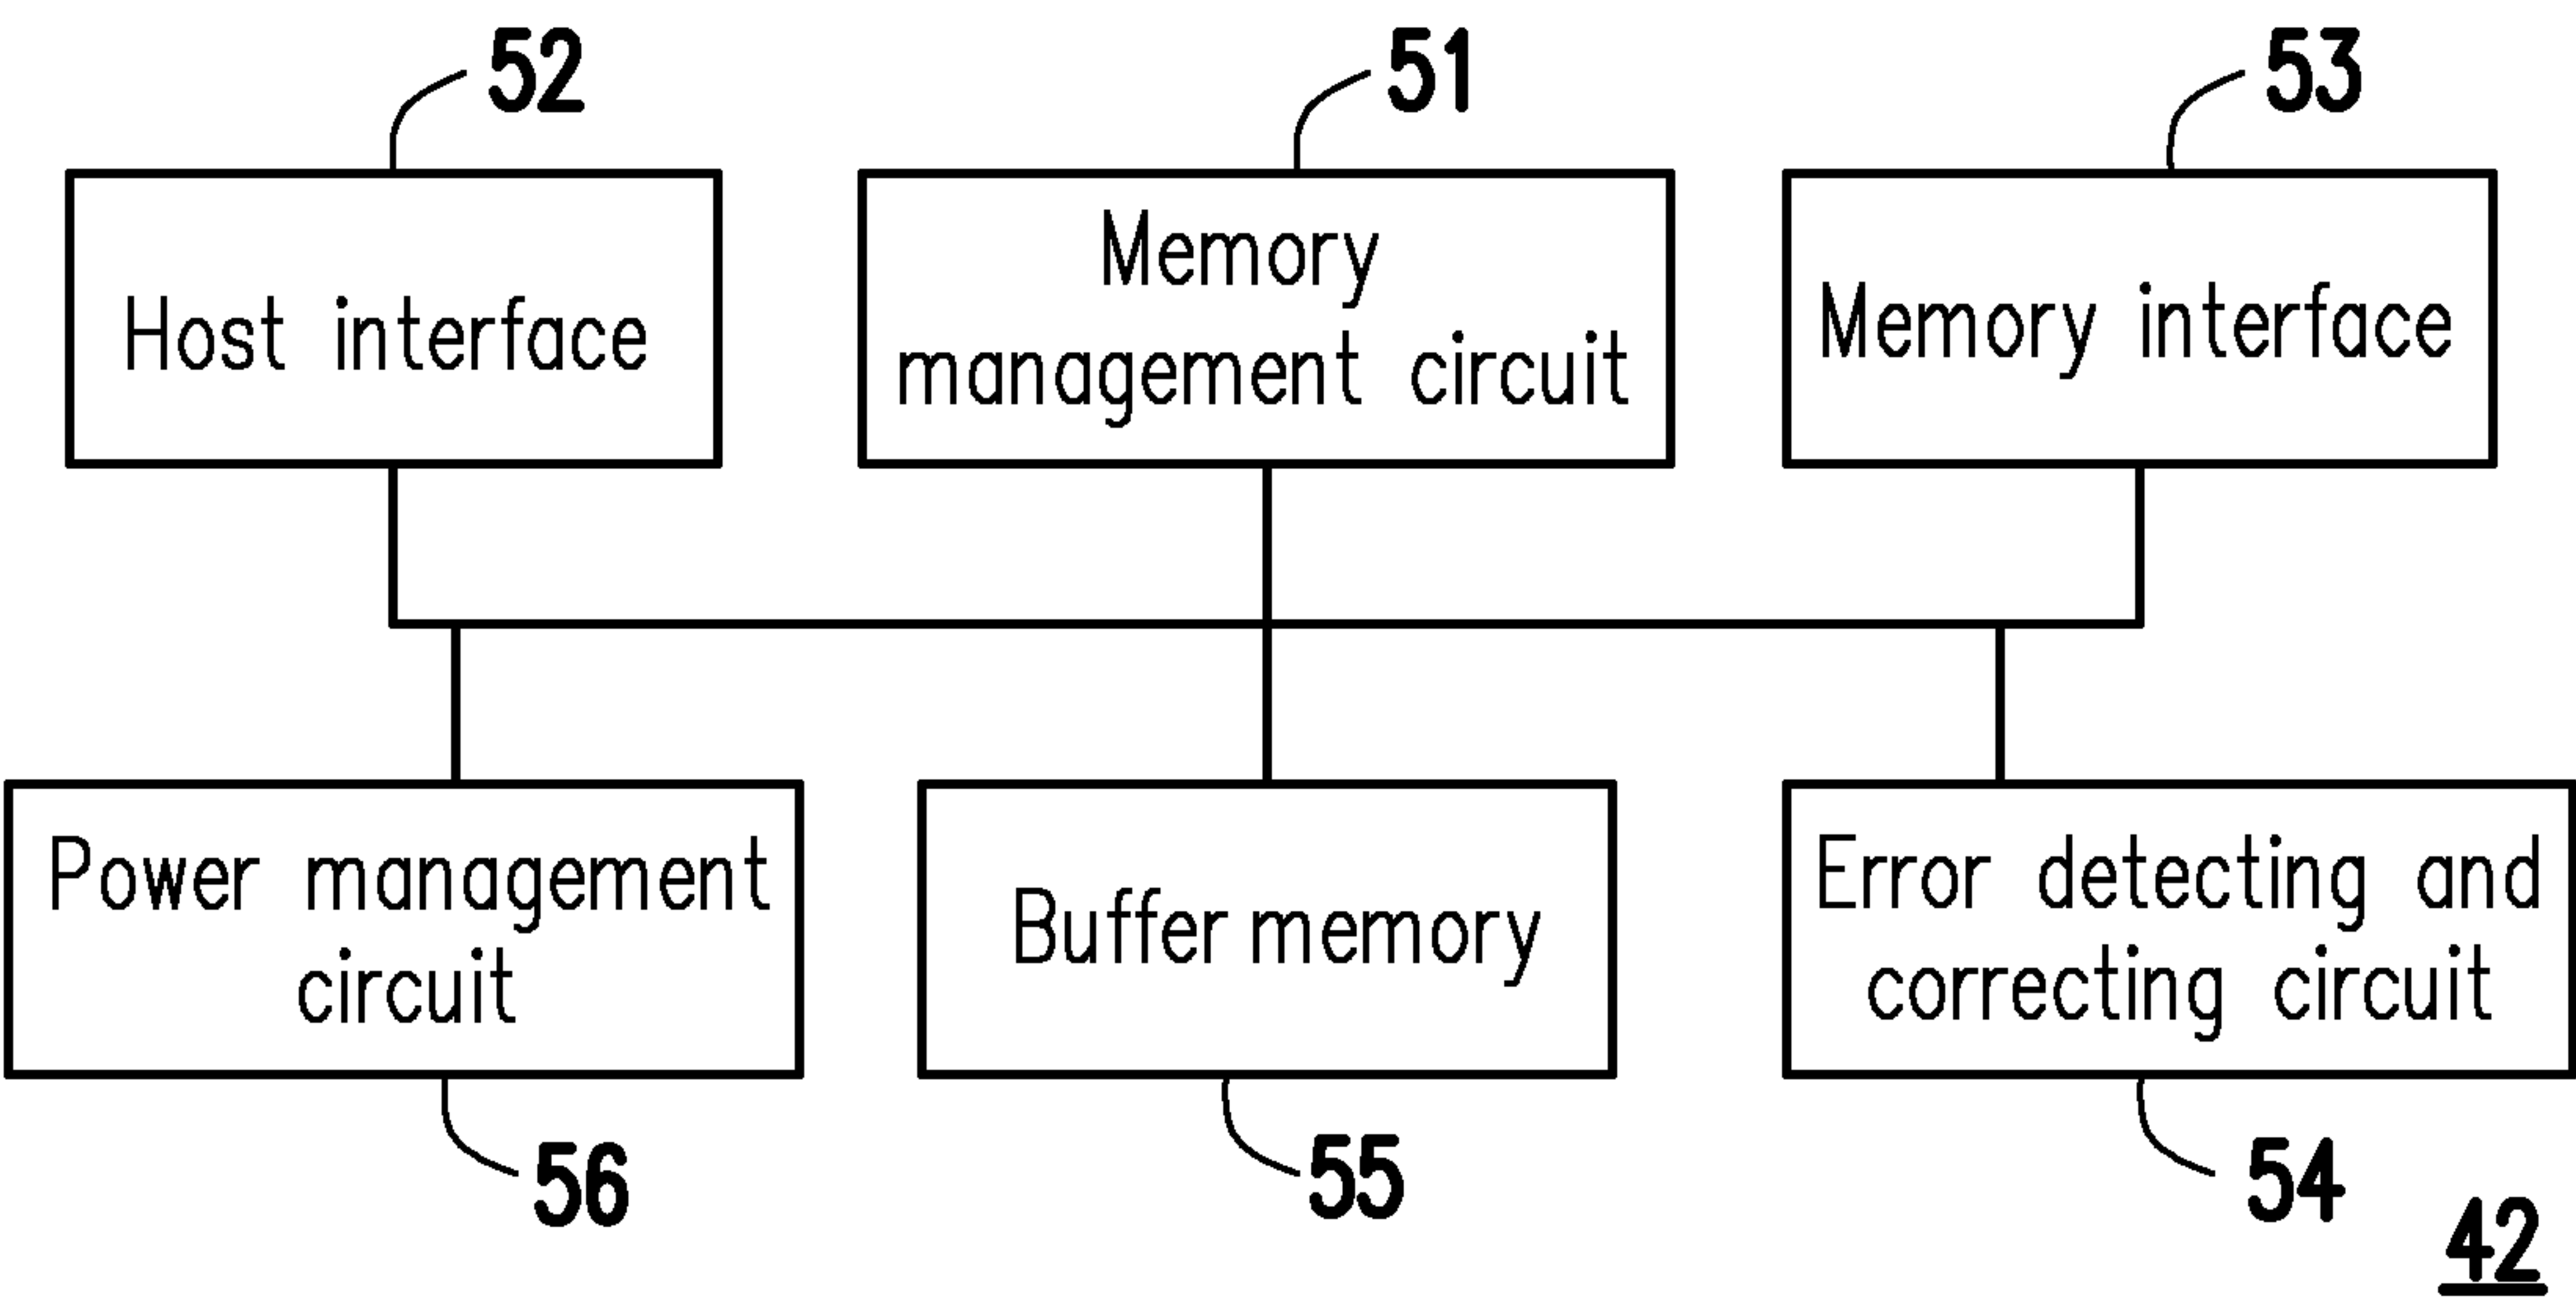 52
51
53
Host interface
Memory
management circuit
Memory interface
Power management
circuit
Buffer memory
Error detecting and
correcting circuit
56
55
54
42